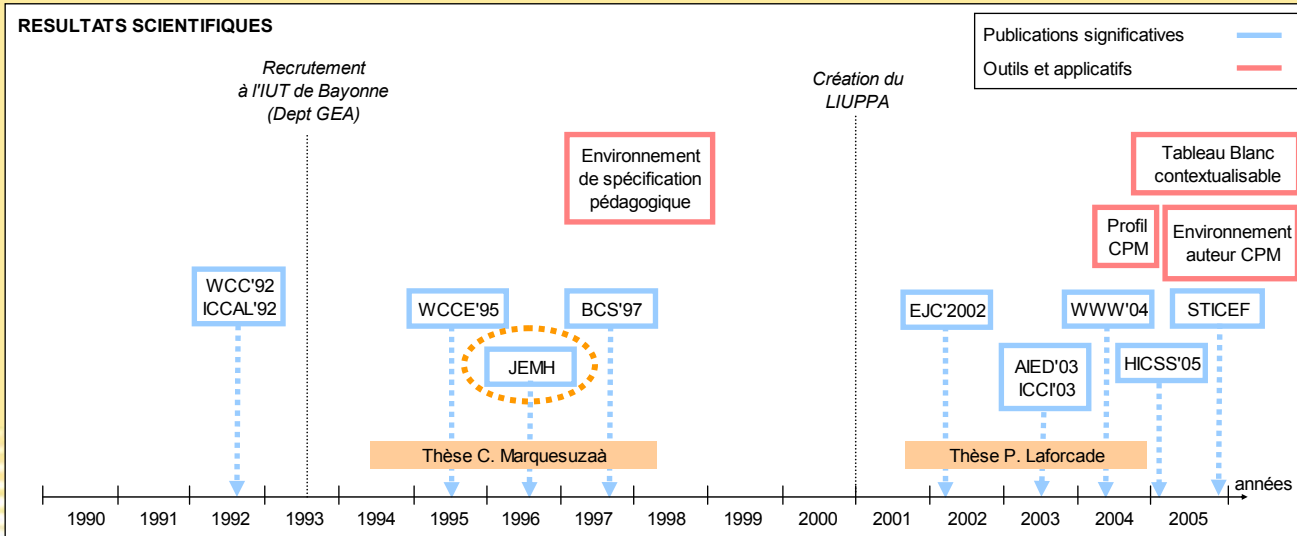 RESULTATS SCIENTIFIQUES
Publications significatives
Outils et applicatifs
Recrutement
à l'IUT de Bayonne
(Dept GEA)
Création du
LIUPPA
Environnement
de spécification
pédagogique
Tableau Blanc
contextualisable
Profil
CPM
Environnement
auteur CPM
WCC'92
ICCAL'92
WCCE'95
BCS'97
EJC'2002
WWW'04
STICEF
JEMH
AIED'03
ICCI'03
HICSS'05
Thèse C. Marquesuzaà
Thèse P. Laforcade
années
1990 1991 1992 1993 1994 1995 1996 1997 1998 1999 2000 2001 2002 2003 2004 2005